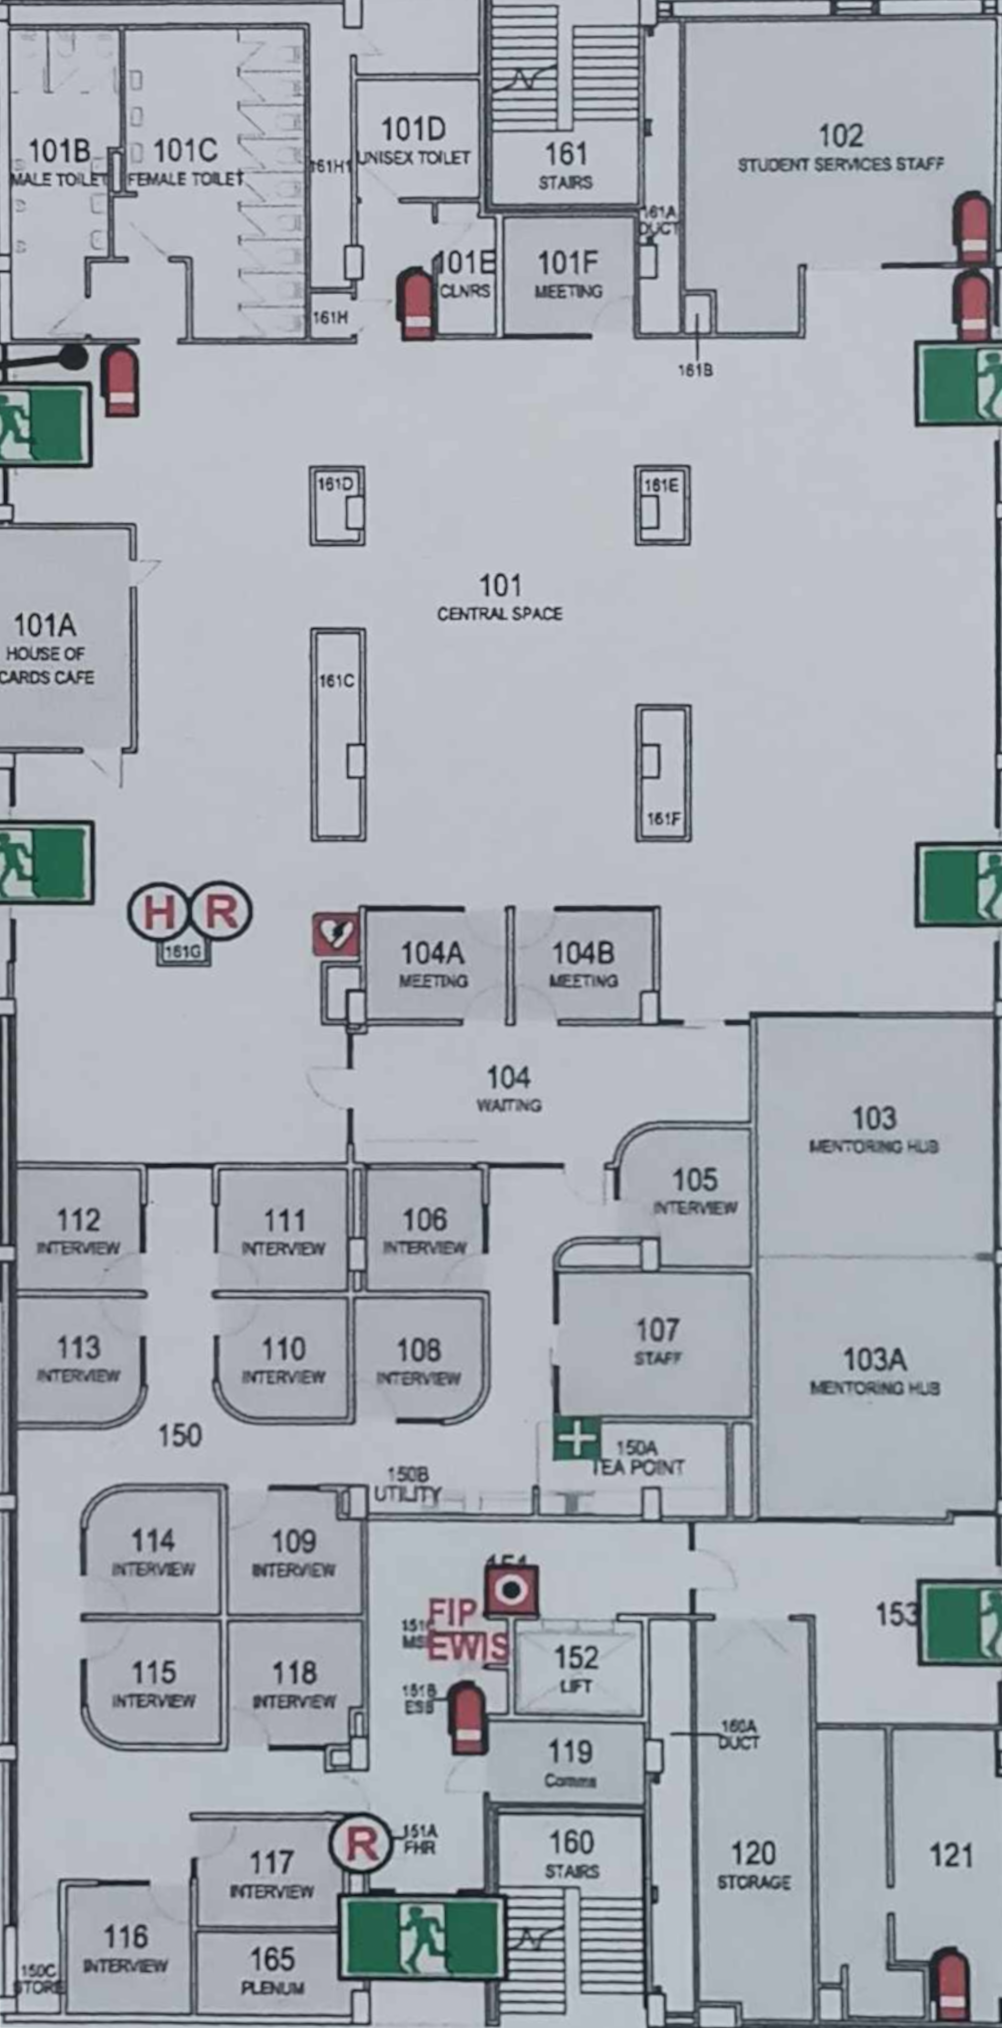 101B
MALE TOILET
101C
FEMALE TOILET
161H1
101D
UNISEX TOILET
161
STAIRS
102
STUDENT SERVICES STAFF
161A
DUCT
101E
CLNRS
101F
MEETING
161H
161B
161D
161E
101
CENTRAL SPACE
101A
HOUSE OF
CARDS CAFE
161C
161F
H R
161G
104A
MEETING
104B
MEETING
104
WAITING
103
MENTORING HUB
105
INTERVIEW
112
INTERVIEW
111
INTERVIEW
106
INTERVIEW
113
INTERVIEW
110
INTERVIEW
108
INTERVIEW
107
STAFF
103A
MENTORING HUB
150
150A
TEA POINT
150B
UTILITY
114
INTERVIEW
109
INTERVIEW
FIP
EWIS
153
115
INTERVIEW
118
INTERVIEW
152
LIFT
151B
ESB
160A
DUCT
119
Comms
R
151A
FHR
160
STAIRS
117
INTERVIEW
120
STORAGE
121
116
INTERVIEW
165
PLENUM
150C
STORE